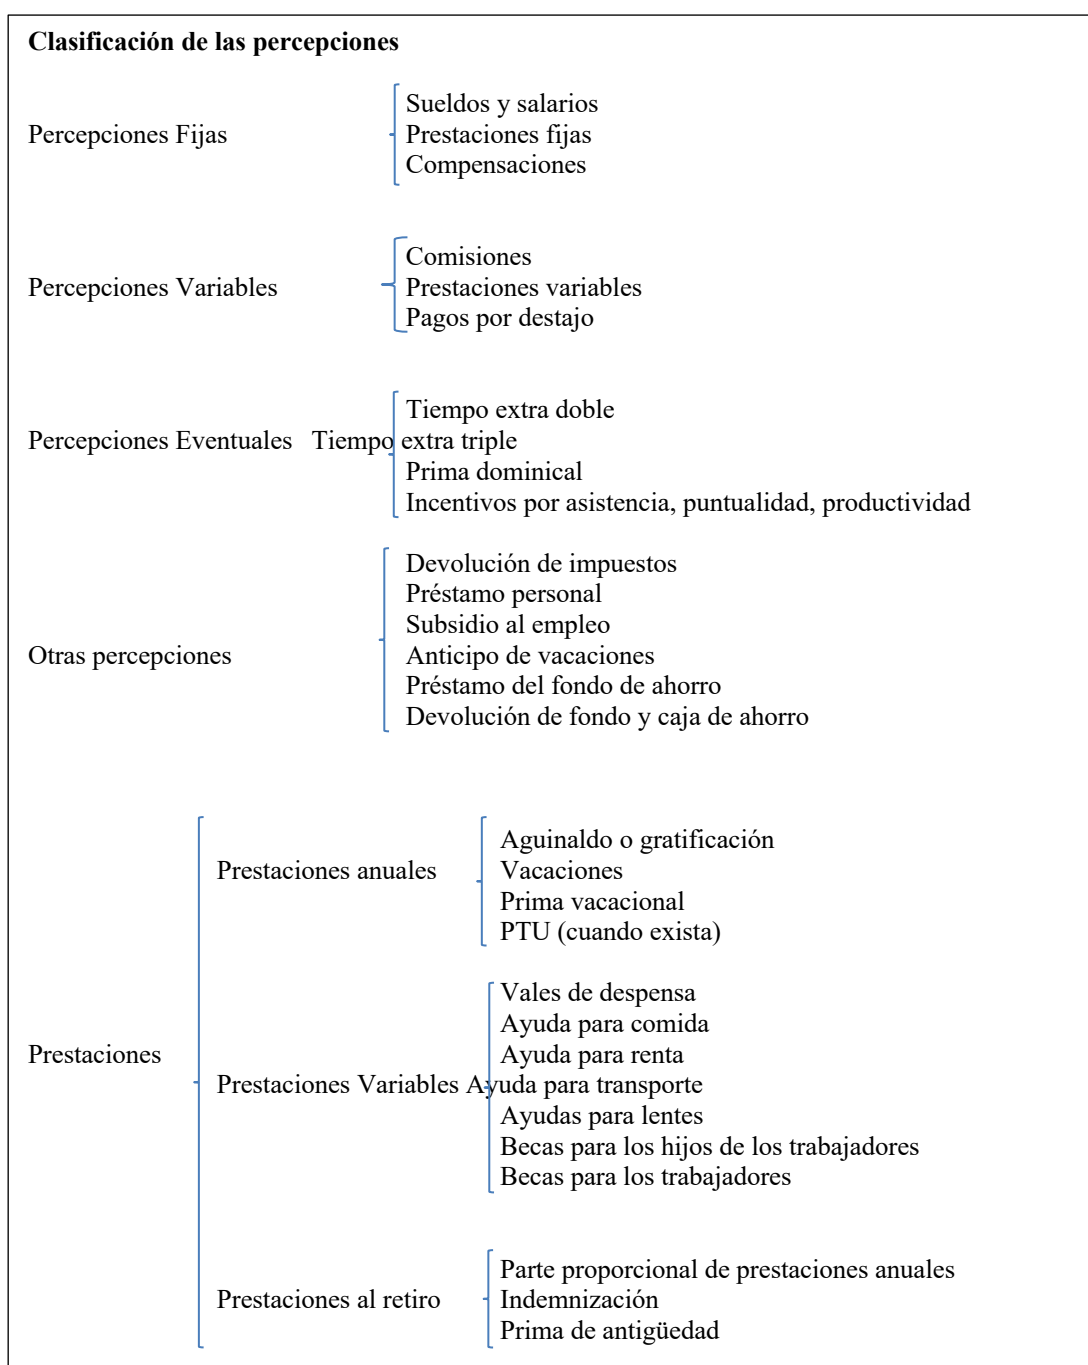 Clasificación de las percepciones
Sueldos y salarios
Percepciones Fijas Prestaciones fijas
Compensaciones
Comisiones
Percepciones Variables Prestaciones variables
Pagos por destajo
Tiempo extra doble
Percepciones Eventuales Tiempo extra triple
Prima dominical
Incentivos por asistencia, puntualidad, productividad
Devolución de impuestos
Préstamo personal
Subsidio al empleo
Otras percepciones Anticipo de vacaciones
Préstamo del fondo de ahorro
Devolución de fondo y caja de ahorro
Aguinaldo o gratificación
Prestaciones anuales Vacaciones
Prima vacacional
PTU (cuando exista)
Vales de despensa
Ayuda para comida
Prestaciones Ayuda para renta
Prestaciones Variables Ayuda para transporte
Ayudas para lentes
Becas para los hijos de los trabajadores
Becas para los trabajadores
Parte proporcional de prestaciones anuales
Prestaciones al retiro Indemnización
Prima de antigüedad